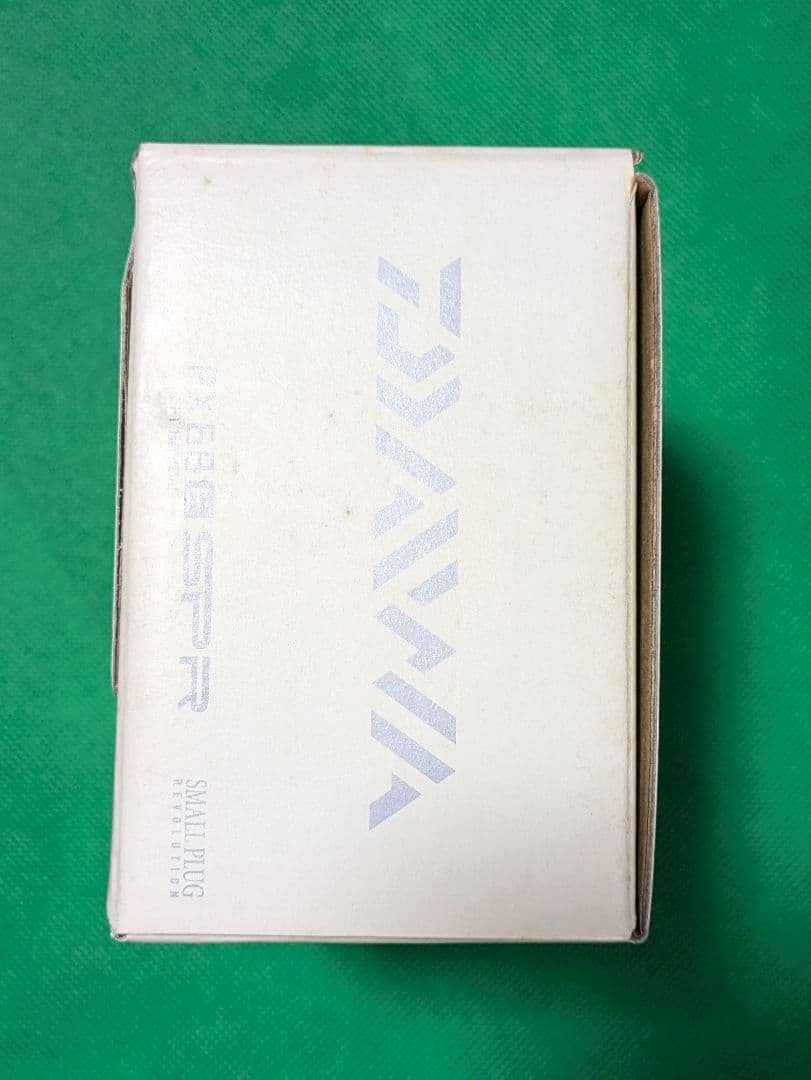 DAIWA
PX68 SPR
SMALL PLUG
REVOLUTION